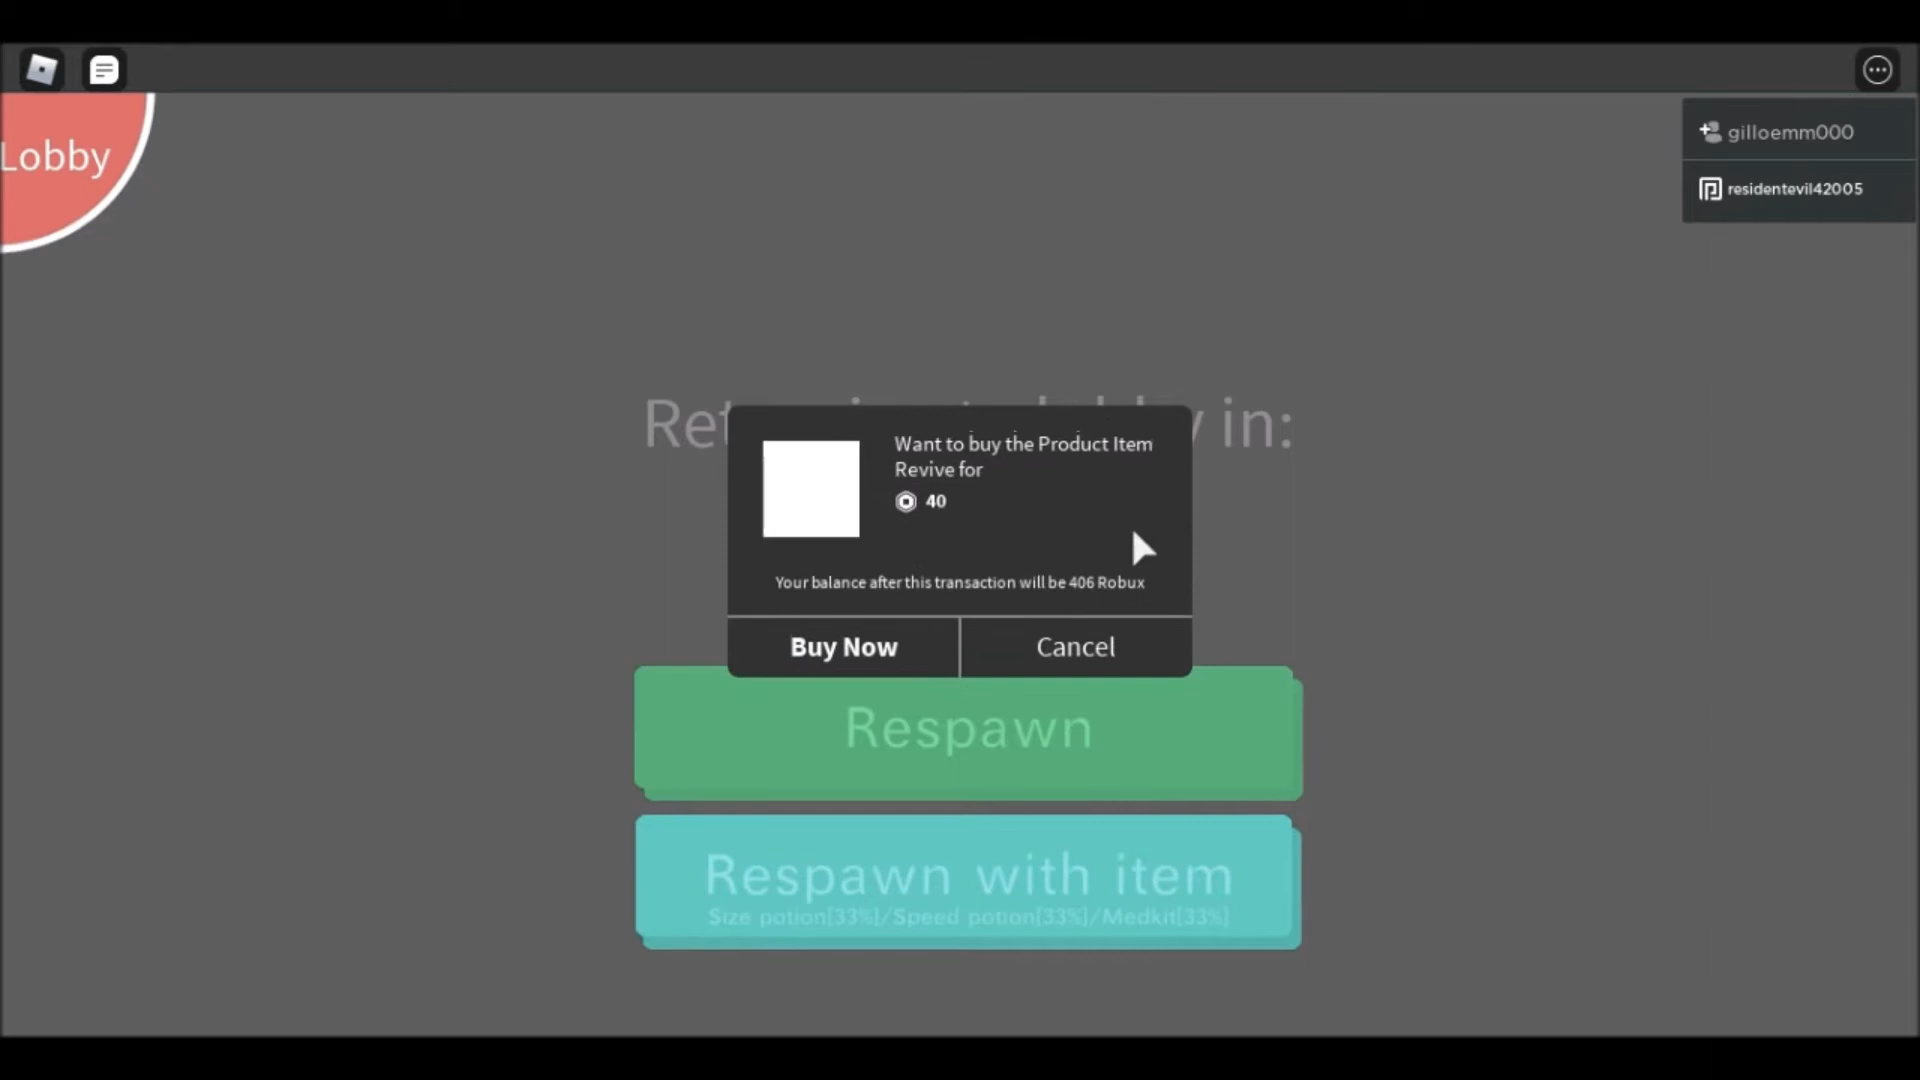 Lobby
gilloemm000
residentevil42005
in:
Want to buy the Product Item
Revive for
40
Your balance after this transaction will be 406 Robux
Buy Now
Cancel
Respawn
Respawn with item
Size potion[33%]/Speed potion[33%]/Medkit[33%]